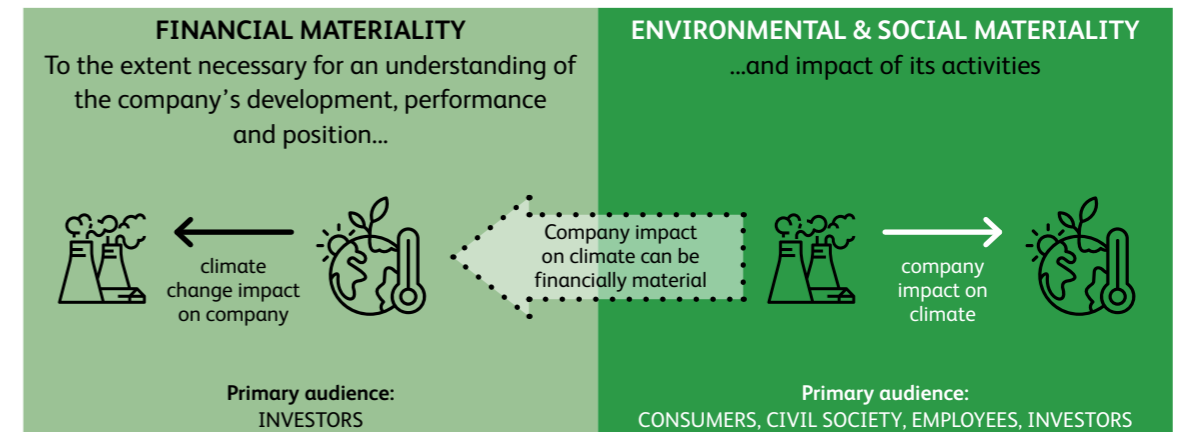 FINANCIAL MATERIALITY
To the extent necessary for an understanding of
the company’s development, performance
and position...
climate
change impact
on company
Primary audience:
INVESTORS
Company impact
on climate can be
financially material
ENVIRONMENTAL & SOCIAL MATERIALITY
...and impact of its activities
company
impact on
climate
Primary audience:
CONSUMERS, CIVIL SOCIETY, EMPLOYEES, INVESTORS